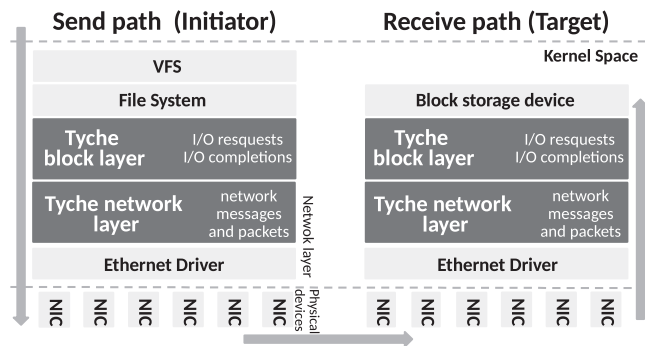 Send path (Initiator)
Receive path (Target)
Kernel Space
VFS
File System
Tyche
block layer
I/O resquests
I/O completions
Tyche network
layer
network
messages
and packets
Ethernet Driver
Netwok layer
Physical
devices
NIC
NIC
NIC
NIC
NIC
NIC
Block storage device
Tyche
block layer
I/O resquests
I/O completions
Tyche network
layer
network
messages
and packets
Ethernet Driver
NIC
NIC
NIC
NIC
NIC
NIC